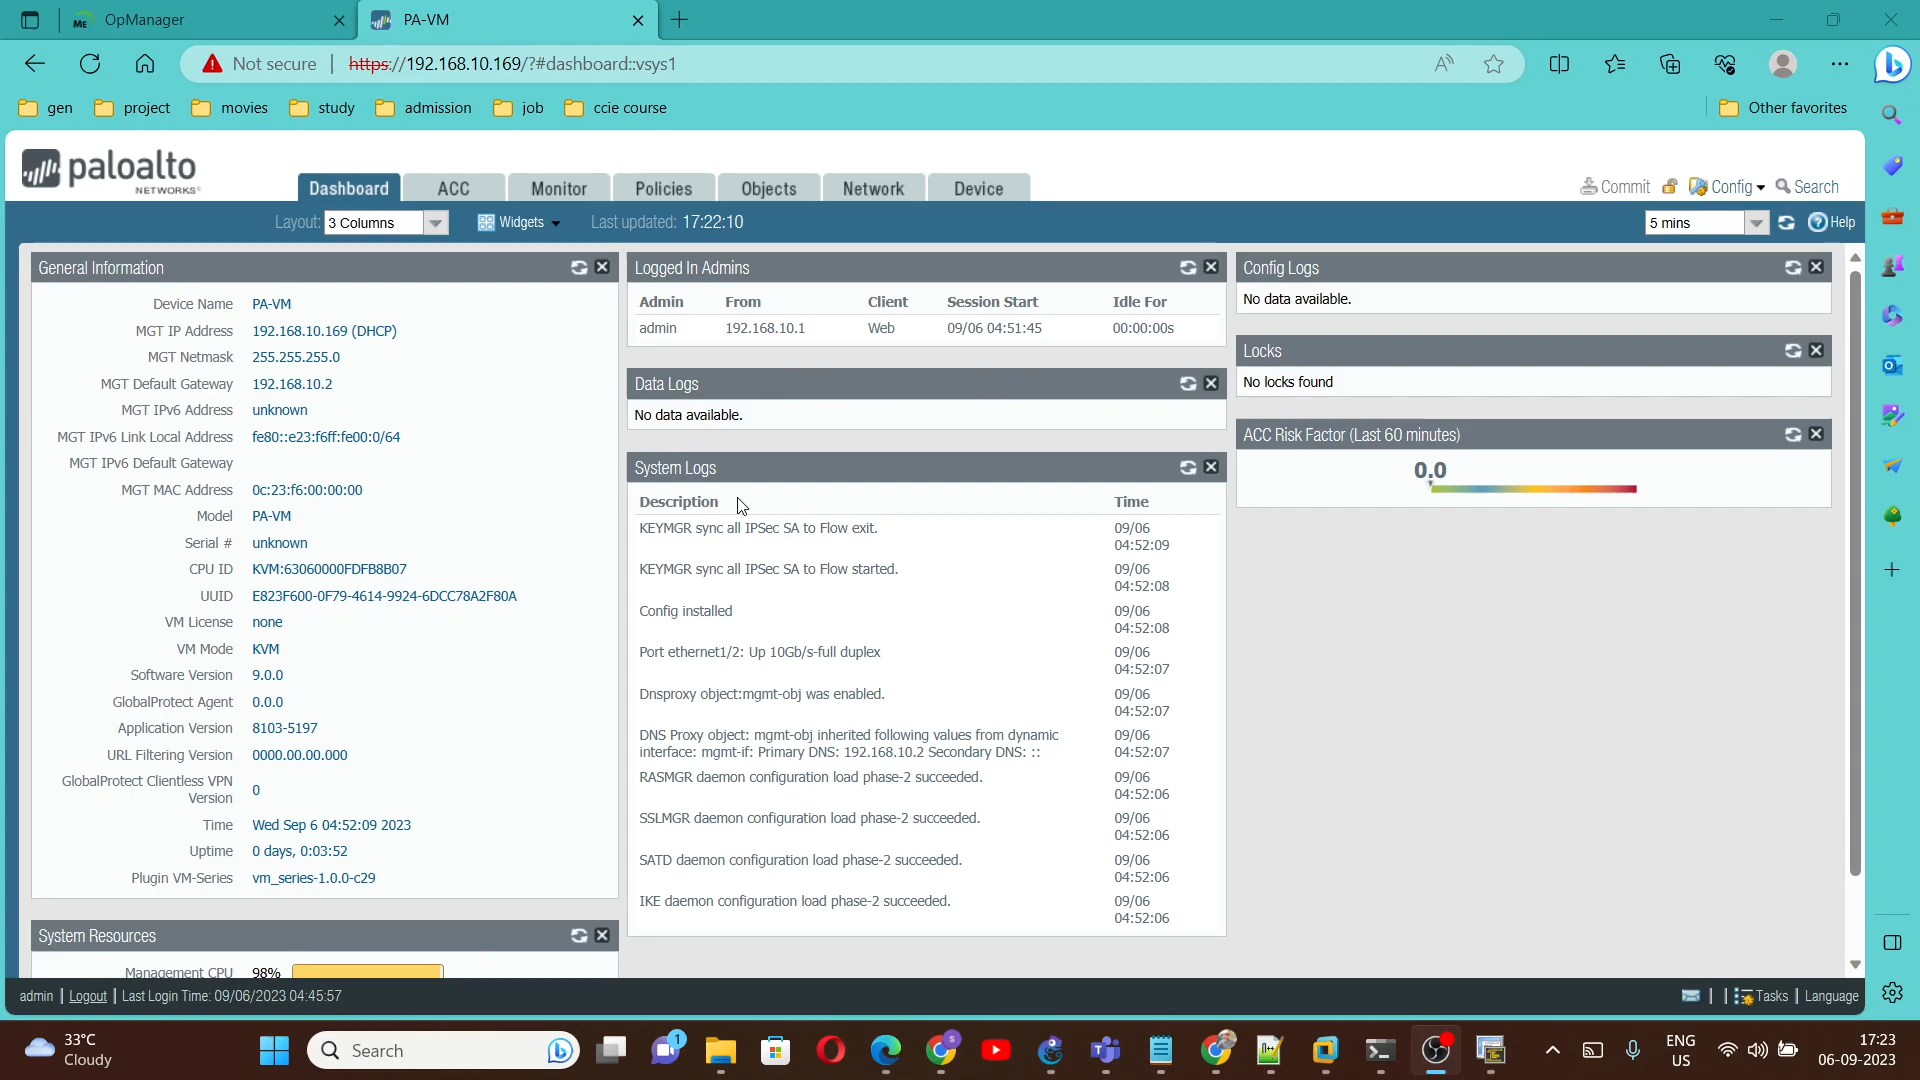 OpManager
PA-VM
Not secure
https://192.168.10.169/?#dashboard::vsys1
gen
project
movies
study
admission
job
ccie course
Other favorites
paloalto
NETWORKS
Dashboard
ACC
Monitor
Policies
Objects
Network
Device
Commit
Config
Search
Layout: 3 Columns
Widgets
Last updated: 17:22:10
5 mins
Help
General Information
Device Name PA-VM
MGT IP Address 192.168.10.169 (DHCP)
MGT Netmask 255.255.255.0
MGT Default Gateway 192.168.10.2
MGT IPv6 Address unknown
MGT IPv6 Link Local Address fe80::e23:f6ff:fe00:0/64
MGT IPv6 Default Gateway
MGT MAC Address 0c:23:f6:00:00:00
Model PA-VM
Serial # unknown
CPU ID KVM:63060000FDFB8B07
UUID E823F600-0F79-4614-9924-6DCC78A2F80A
VM License none
VM Mode KVM
Software Version 9.0.0
GlobalProtect Agent 0.0.0
Application Version 8103-5197
URL Filtering Version 0000.00.00.000
GlobalProtect Clientless VPN
Version 0
Time Wed Sep 6 04:52:09 2023
Uptime 0 days, 0:03:52
Plugin VM-Series vm_series-1.0.0-c29
System Resources
Management CPU 98%
Logged In Admins
Admin From Client Session Start Idle For
admin 192.168.10.1 Web 09/06 04:51:45 00:00:00s
Data Logs
No data available.
System Logs
Description Time
KEYMGR sync all IPSec SA to Flow exit. 09/06
04:52:09
KEYMGR sync all IPSec SA to Flow started. 09/06
04:52:08
Config installed 09/06
04:52:08
Port ethernet1/2: Up 10Gb/s-full duplex 09/06
04:52:07
Dnsproxy object:mgmt-obj was enabled. 09/06
04:52:07
DNS Proxy object: mgmt-obj inherited following values from dynamic 09/06
interface: mgmt-if: Primary DNS: 192.168.10.2 Secondary DNS: :: 04:52:07
RASMGR daemon configuration load phase-2 succeeded. 09/06
04:52:06
SSLMGR daemon configuration load phase-2 succeeded. 09/06
04:52:06
SATD daemon configuration load phase-2 succeeded. 09/06
04:52:06
IKE daemon configuration load phase-2 succeeded. 09/06
04:52:06
Config Logs
No data available.
Locks
No locks found
ACC Risk Factor (Last 60 minutes)
0.0
admin | Logout | Last Login Time: 09/06/2023 04:45:57
Tasks | Language
33°C
Cloudy
Search
1
ENG
US
17:23
06-09-2023